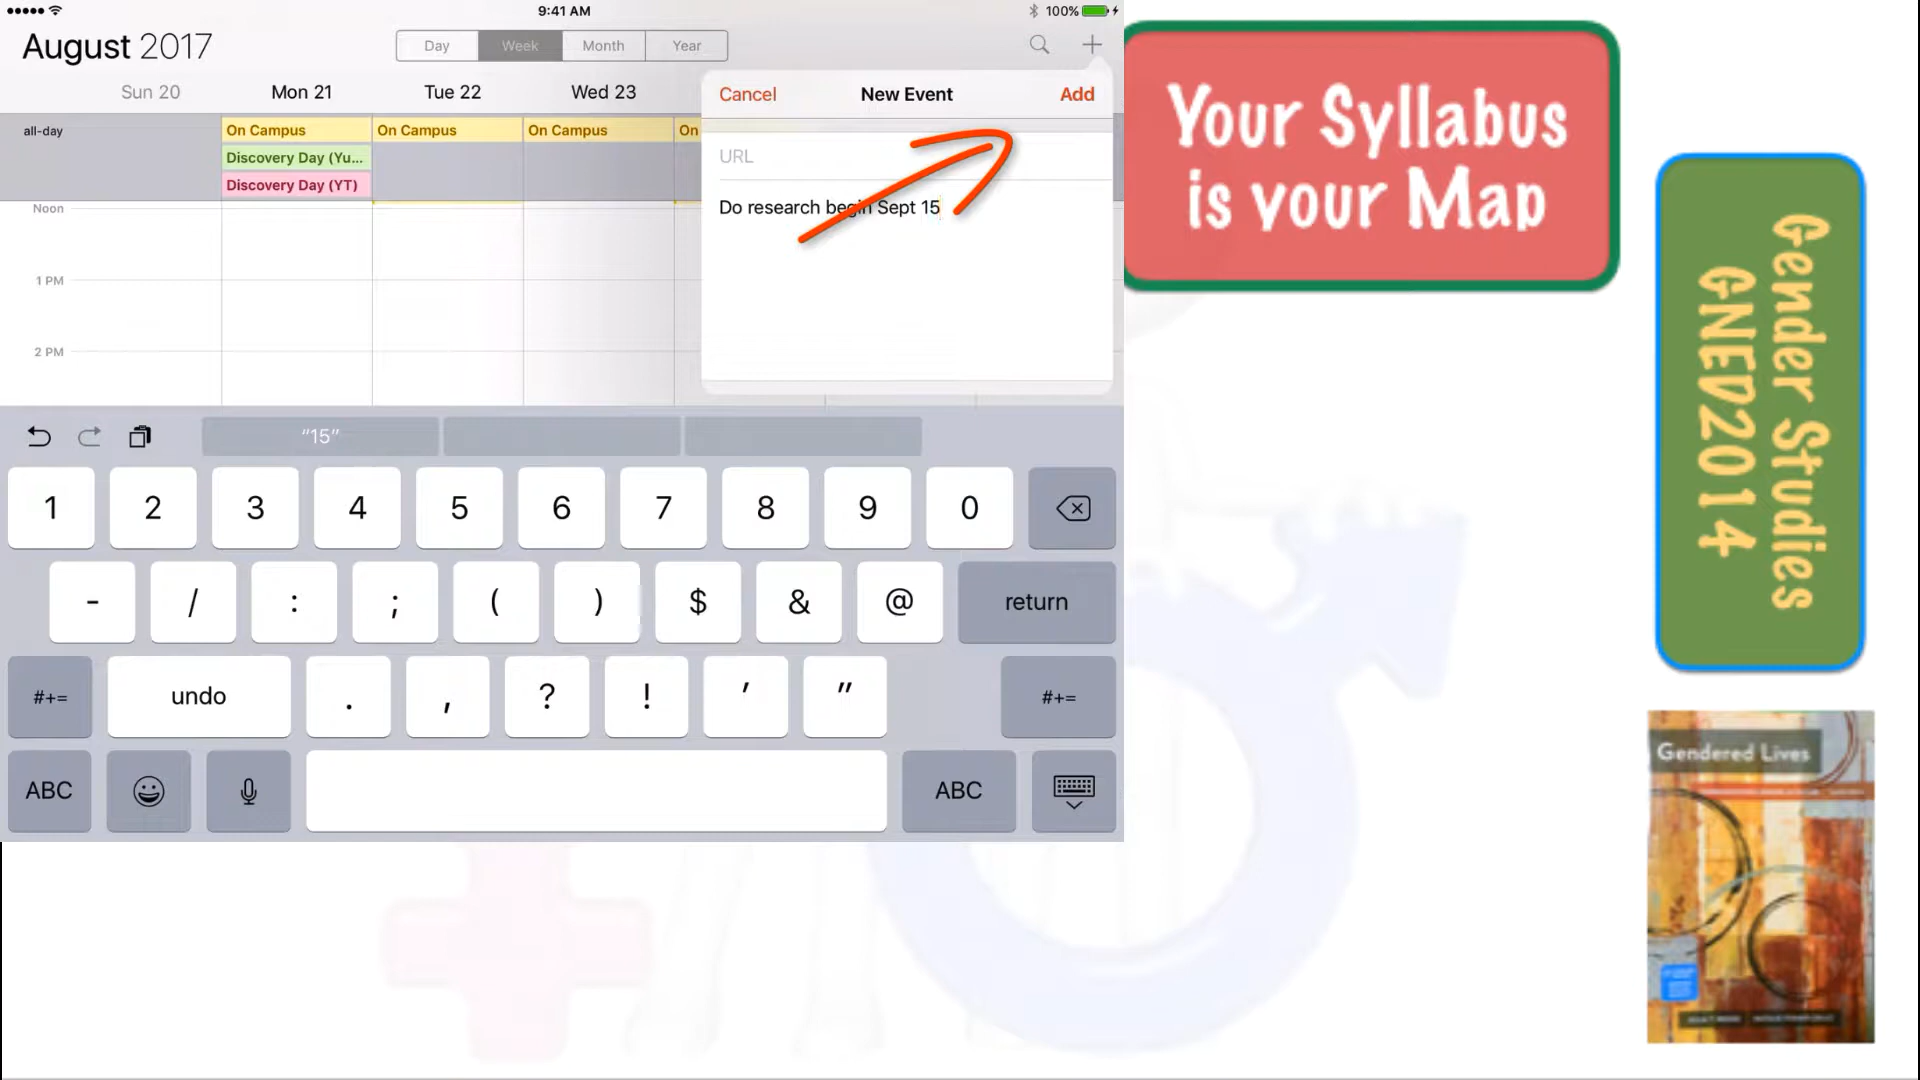 9:41 AM
100%
August 2017
Day
Week
Month
Year
Sun 20
Mon 21
Tue 22
Wed 23
all-day
On Campus
On Campus
On Campus
On
Discovery Day (Yu...
Discovery Day (YT)
Noon
1 PM
2 PM
Cancel
New Event
Add
URL
Do research begin Sept 15
“15”
1 2 3 4 5 6 7 8 9 0
- / : ; ( ) $ & @ return
#+= undo . , ? ! ' " #+=
ABC
ABC
Your Syllabus
is your Map
Gender Studies
GNED2014
Gendered Lives